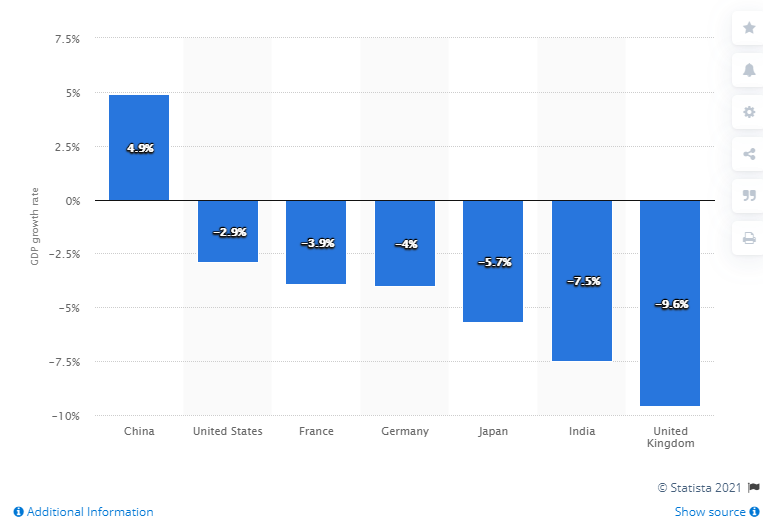 7.5%
5%
2.5%
0%
−2.5%
−5%
−7.5%
−10%
GDP growth rate
4.9%
−2.9%
−3.9%
−4%
−5.7%
−7.5%
−9.6%
China
United States
France
Germany
Japan
India
United
Kingdom
© Statista 2021
Additional Information
Show source